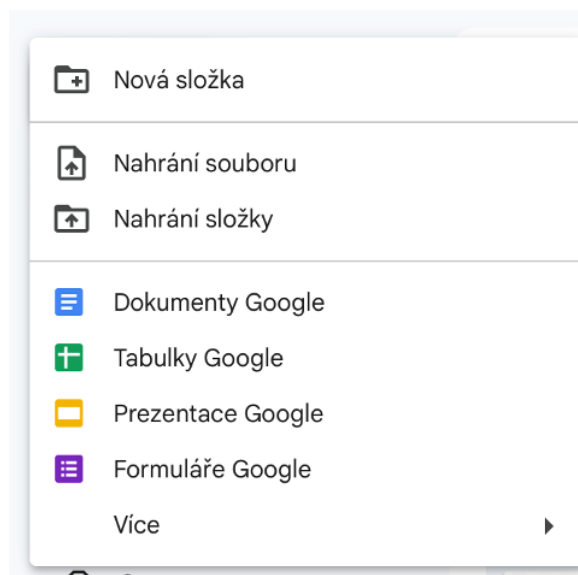 Nová složka
Nahrání souboru
Nahrání složky
Dokumenty Google
Tabulky Google
Prezentace Google
Formuláře Google
Více